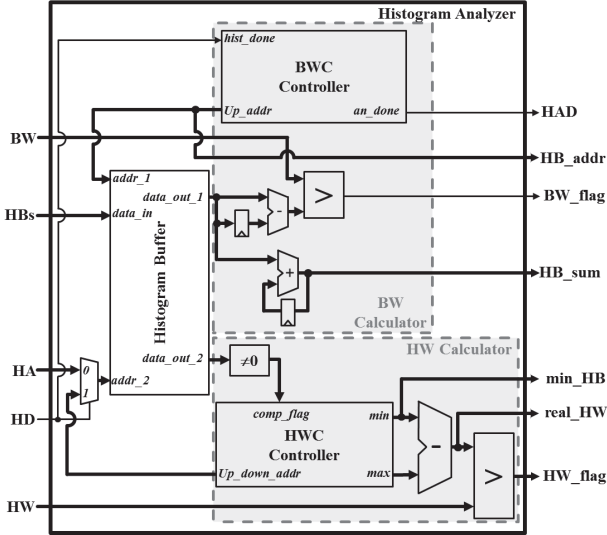 Histogram Analyzer
hist_done
BWC
Controller
Up_addr
an_done
HAD
BW
HB_addr
addr_1
data_out_1
>
BW_flag
HBs
data_in
-
Histogram Buffer
+
HB_sum
BW
Calculator
HW Calculator
data_out_2
≠0
HA
0
addr_2
1
min_HB
comp_flag
min
real_HW
HD
HWC
Controller
-
Up_down_addr
max
>
HW_flag
HW